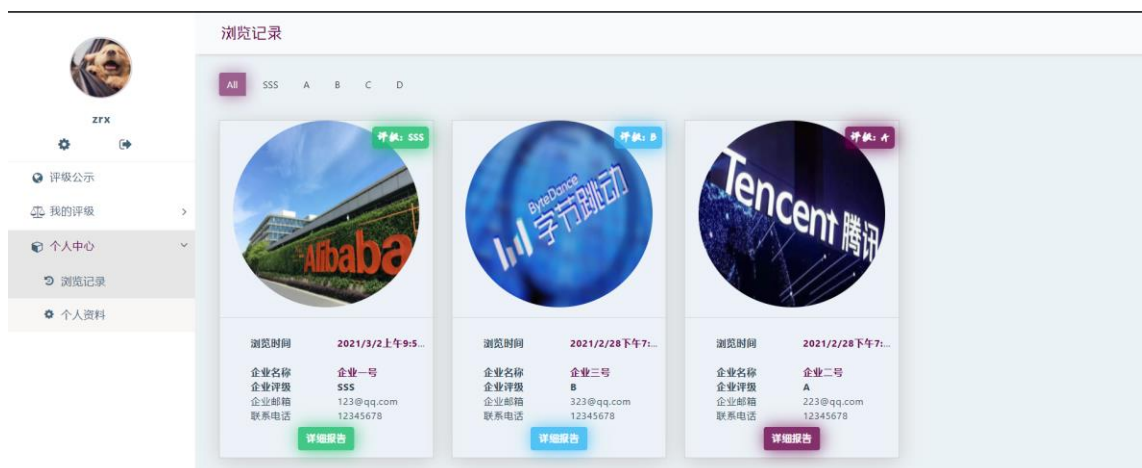 浏览记录
zrx
评级公示
我的评级
个人中心
浏览记录
个人资料
All SSS A B C D
评级: SSS
Alibaba
浏览时间 2021/3/2上午9:5...
企业名称 企业一号
企业评级 SSS
企业邮箱 123@qq.com
联系电话 12345678
详细报告
评级: B
ByteDance
字节跳动
浏览时间 2021/2/28下午7:...
企业名称 企业三号
企业评级 B
企业邮箱 323@qq.com
联系电话 12345678
详细报告
评级: A
Tencent 腾讯
浏览时间 2021/2/28下午7:...
企业名称 企业二号
企业评级 A
企业邮箱 223@qq.com
联系电话 12345678
详细报告